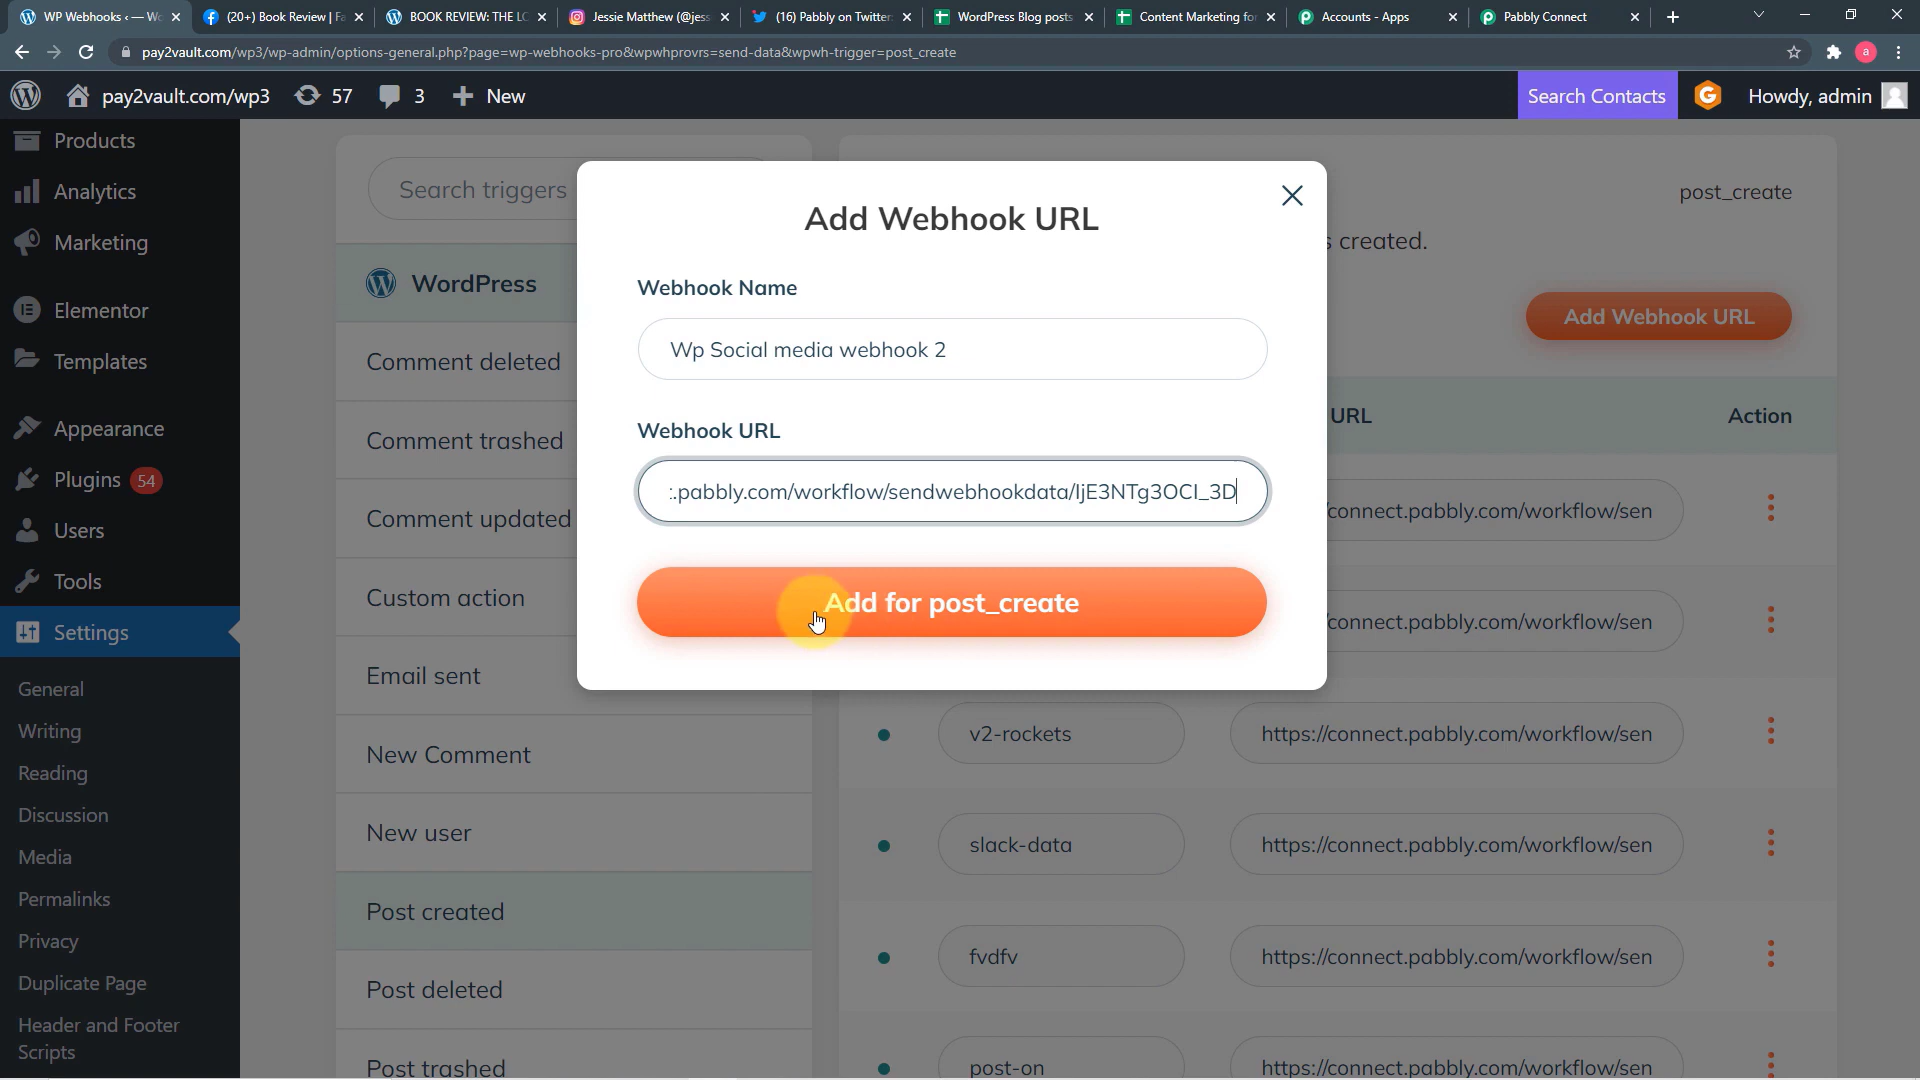 WP Webhooks ‹ — Wo
(20+) Book Review | Fa
BOOK REVIEW: THE LO
Jessie Matthew (@jess
(16) Pabbly on Twitter
WordPress Blog posts
Content Marketing for
Accounts - Apps
Pabbly Connect
pay2vault.com/wp3/wp-admin/options-general.php?page=wp-webhooks-pro&wpwhprovrs=send-data&wpwh-trigger=post_create
a
pay2vault.com/wp3
57
3
New
Search Contacts
Howdy, admin
Products
Analytics
Marketing
Elementor
Templates
Appearance
Plugins 54
Users
Tools
Settings
General
Writing
Reading
Discussion
Media
Permalinks
Privacy
Duplicate Page
Header and Footer
Scripts
Search triggers
WordPress
Comment deleted
Comment trashed
Comment updated
Custom action
Email sent
New Comment
New user
Post created
Post deleted
Post trashed
Add Webhook URL
Webhook Name
Wp Social media webhook 2
Webhook URL
:.pabbly.com/workflow/sendwebhookdata/IjE3NTg3OCI_3D
Add for post_create
post_create
s created.
Add Webhook URL
URL
Action
/connect.pabbly.com/workflow/sen
/connect.pabbly.com/workflow/sen
v2-rockets
https://connect.pabbly.com/workflow/sen
slack-data
https://connect.pabbly.com/workflow/sen
fvdfv
https://connect.pabbly.com/workflow/sen
post-on
https://connect.pabbly.com/workflow/sen